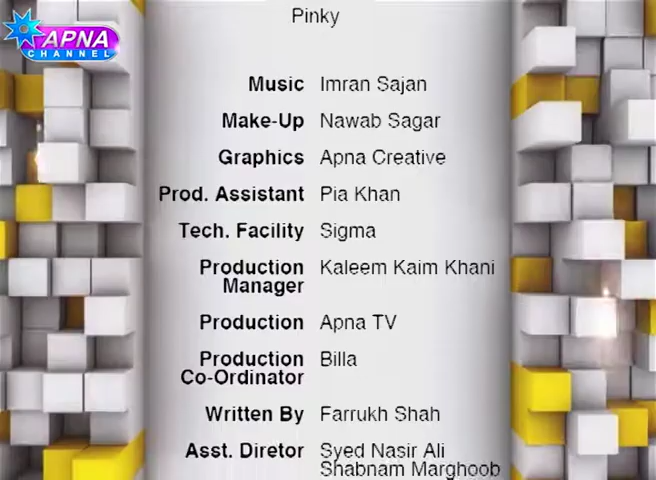 APNA
CHANNEL
Pinky
Music Imran Sajan
Make-Up Nawab Sagar
Graphics Apna Creative
Prod. Assistant Pia Khan
Tech. Facility Sigma
Production Kaleem Kaim Khani
Manager
Production Apna TV
Production Billa
Co-Ordinator
Written By Farrukh Shah
Asst. Diretor Syed Nasir Ali
Shabnam Marghoob